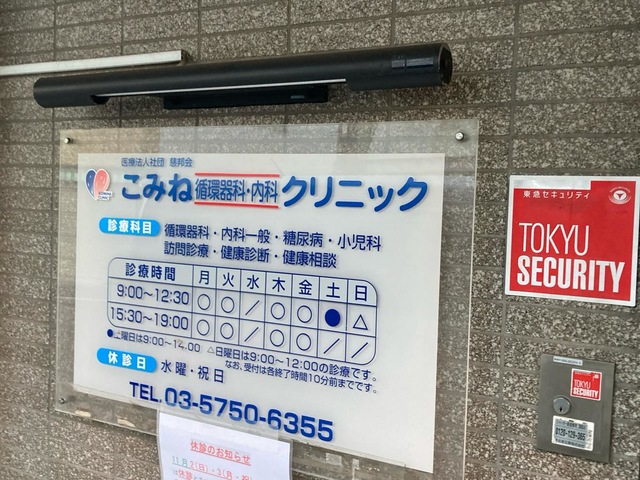 医療法人社団 慈邦会
こみね循環器科・内科クリニック
診療科目 循環器科・内科一般・糖尿病・小児科
訪問診療・健康診断・健康相談
診療時間 月 火 水 木 金 土 日
9:00〜12:30 ○ ○ ／ ○ ○ ● △
15:30〜19:00 ○ ○ ／ ○ ○ ／ ／
●土曜日は9:00〜14:00 △日曜日は9:00〜12:00の診療です。
なお、受付は各終了時間10分前までです。
休診日 水曜・祝日
TEL.03-5750-6355
休診のお知らせ
東急セキュリティ
TOKYU
SECURITY
TOKYU
SECURITY
0120-129-365